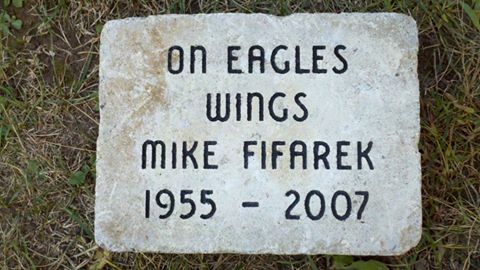 ON EAGLES
WINGS
MIKE FIFAREK
1955 - 2007